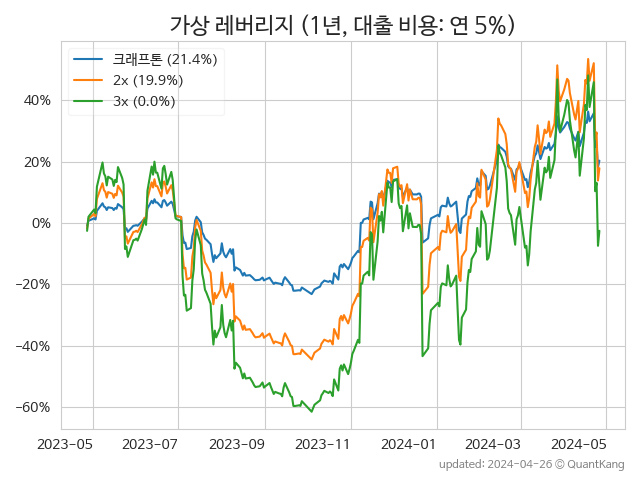 가상 레버리지 (1년, 대출 비용: 연 5%)
크래프톤 (21.4%)
2x (19.9%)
3x (0.0%)
40%
20%
0%
−20%
−40%
−60%
2023-05 2023-07 2023-09 2023-11 2024-01 2024-03 2024-05
updated: 2024-04-26 © QuantKang